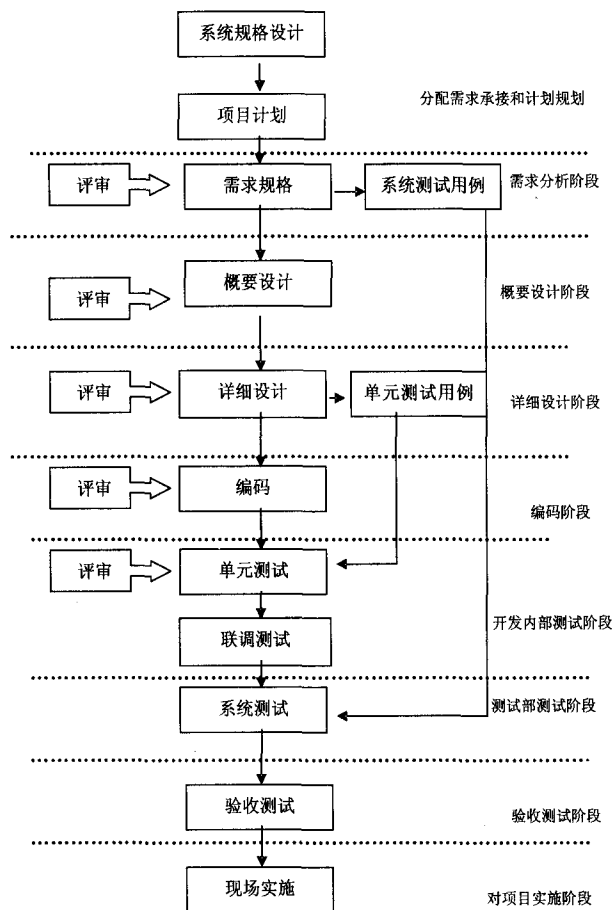 系统规格设计
分配需求承接和计划规划
项目计划
评审
需求规格
系统测试用例
需求分析阶段
概要设计
评审
概要设计阶段
评审
详细设计
单元测试用例
详细设计阶段
评审
编码
编码阶段
评审
单元测试
联调测试
开发内部测试阶段
系统测试
测试部测试阶段
验收测试
验收测试阶段
现场实施
对项目实施阶段